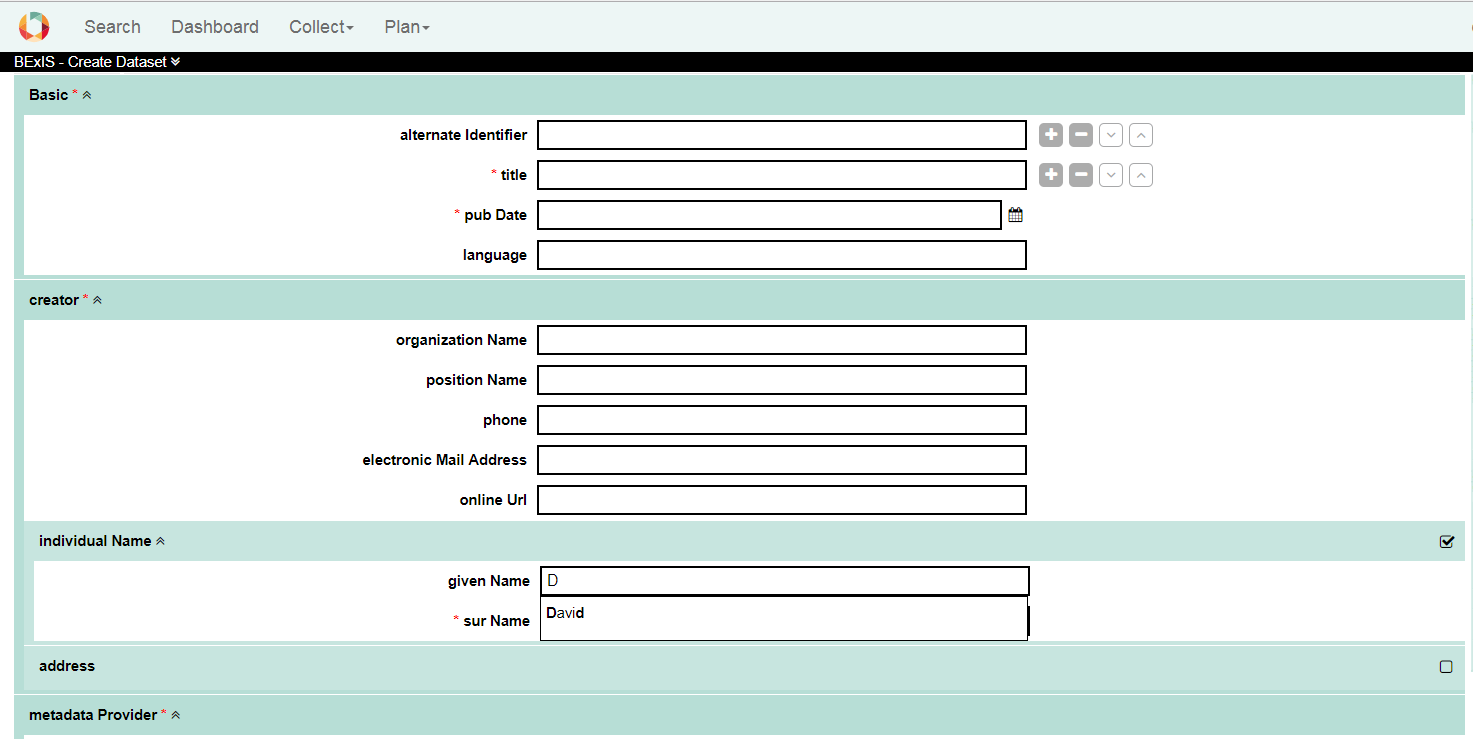 Search Dashboard Collect Plan
BExIS - Create Dataset
Basic *
alternate Identifier
* title
* pub Date
language
creator *
organization Name
position Name
phone
electronic Mail Address
online Url
individual Name
given Name D
David
* sur Name
address
metadata Provider *